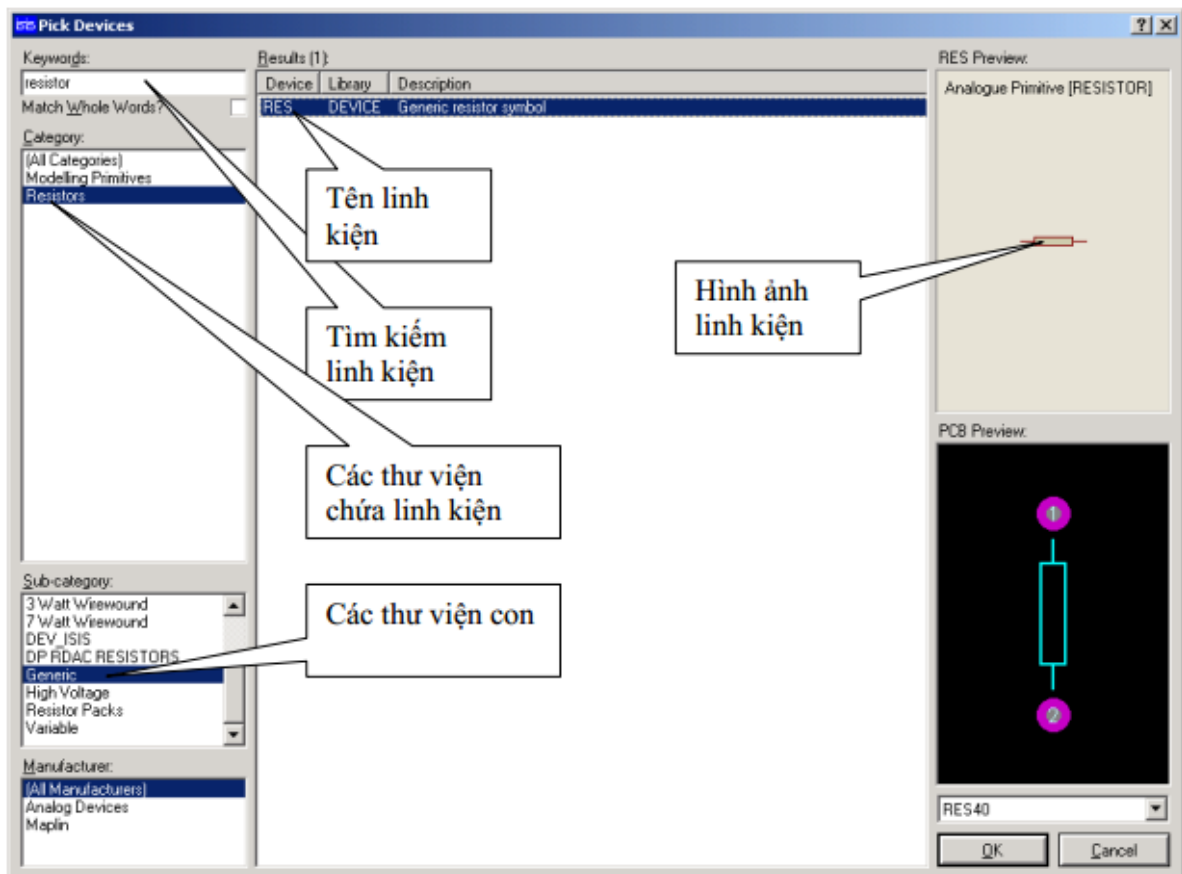 isis Pick Devices
Keywords:
resistor
Match Whole Words?
Category:
(All Categories)
Modelling Primitives
Resistors
Sub-category:
3 Watt Wirewound
7 Watt Wirewound
DEV_ISIS
DP RDAC RESISTORS
Generic
High Voltage
Resistor Packs
Variable
Manufacturer:
(All Manufacturers)
Analog Devices
Maplin
Results (1):
Device Library Description
RES DEVICE Generic resistor symbol
Tên linh
kiện
Tìm kiếm
linh kiện
Các thư viện
chứa linh kiện
Các thư viện con
Hình ảnh
linh kiện
RES Preview:
Analogue Primitive [RESISTOR]
PCB Preview:
1
2
RES40
OK Cancel